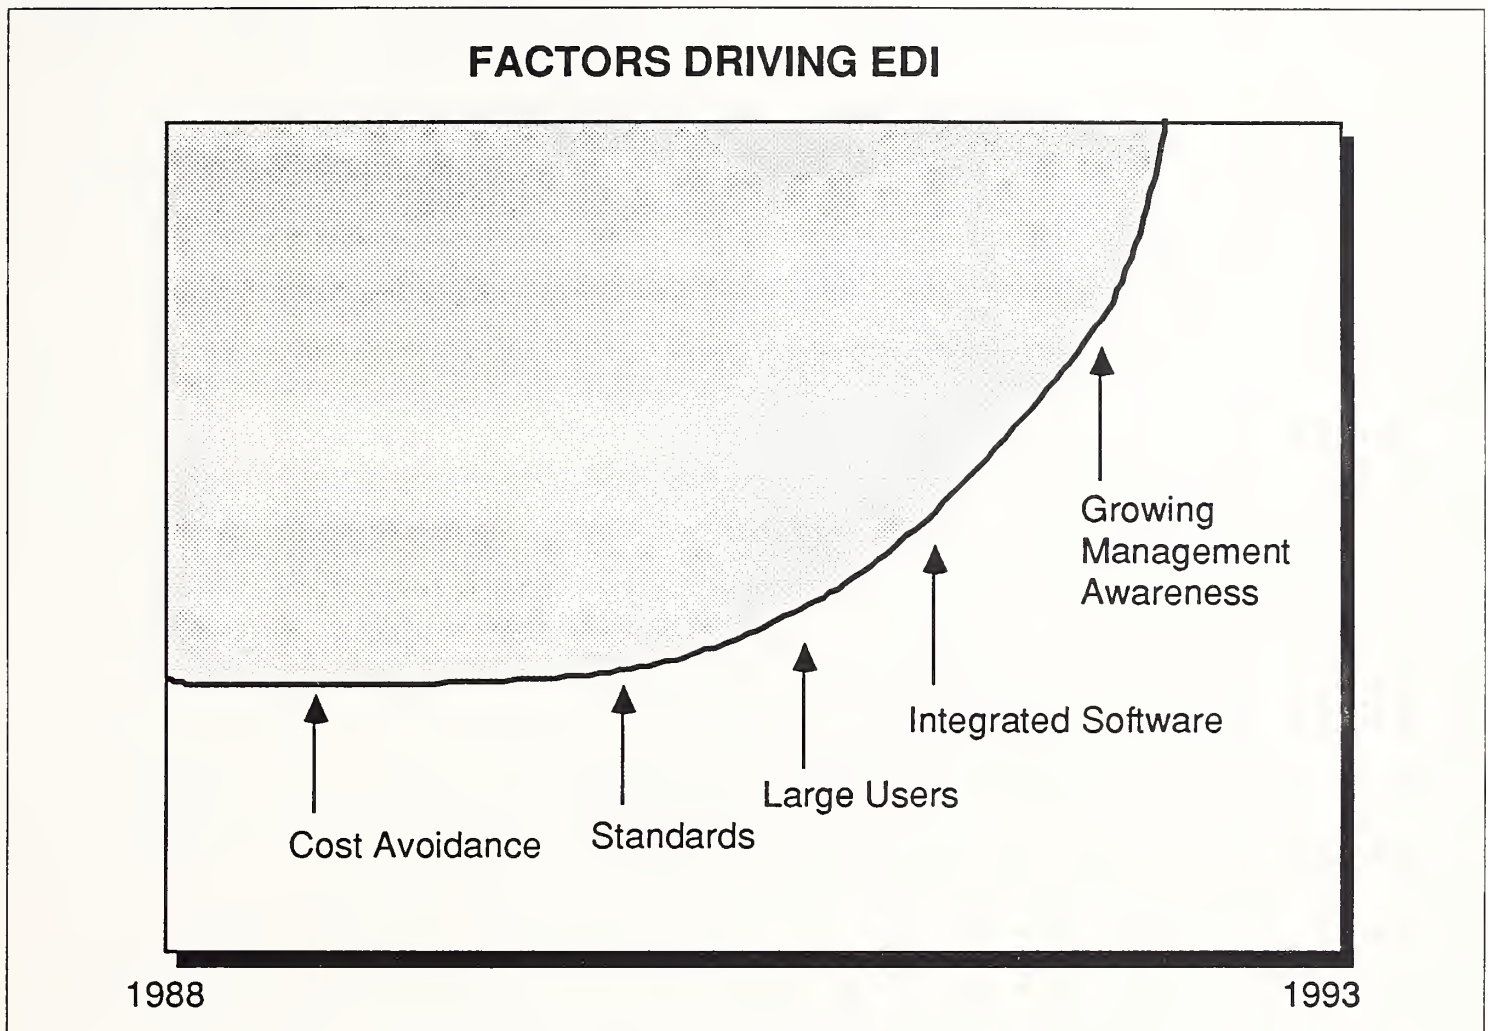 FACTORS DRIVING EDI
Growing
Management
Awareness
Integrated Software
Large Users
Standards
Cost Avoidance
1988
1993